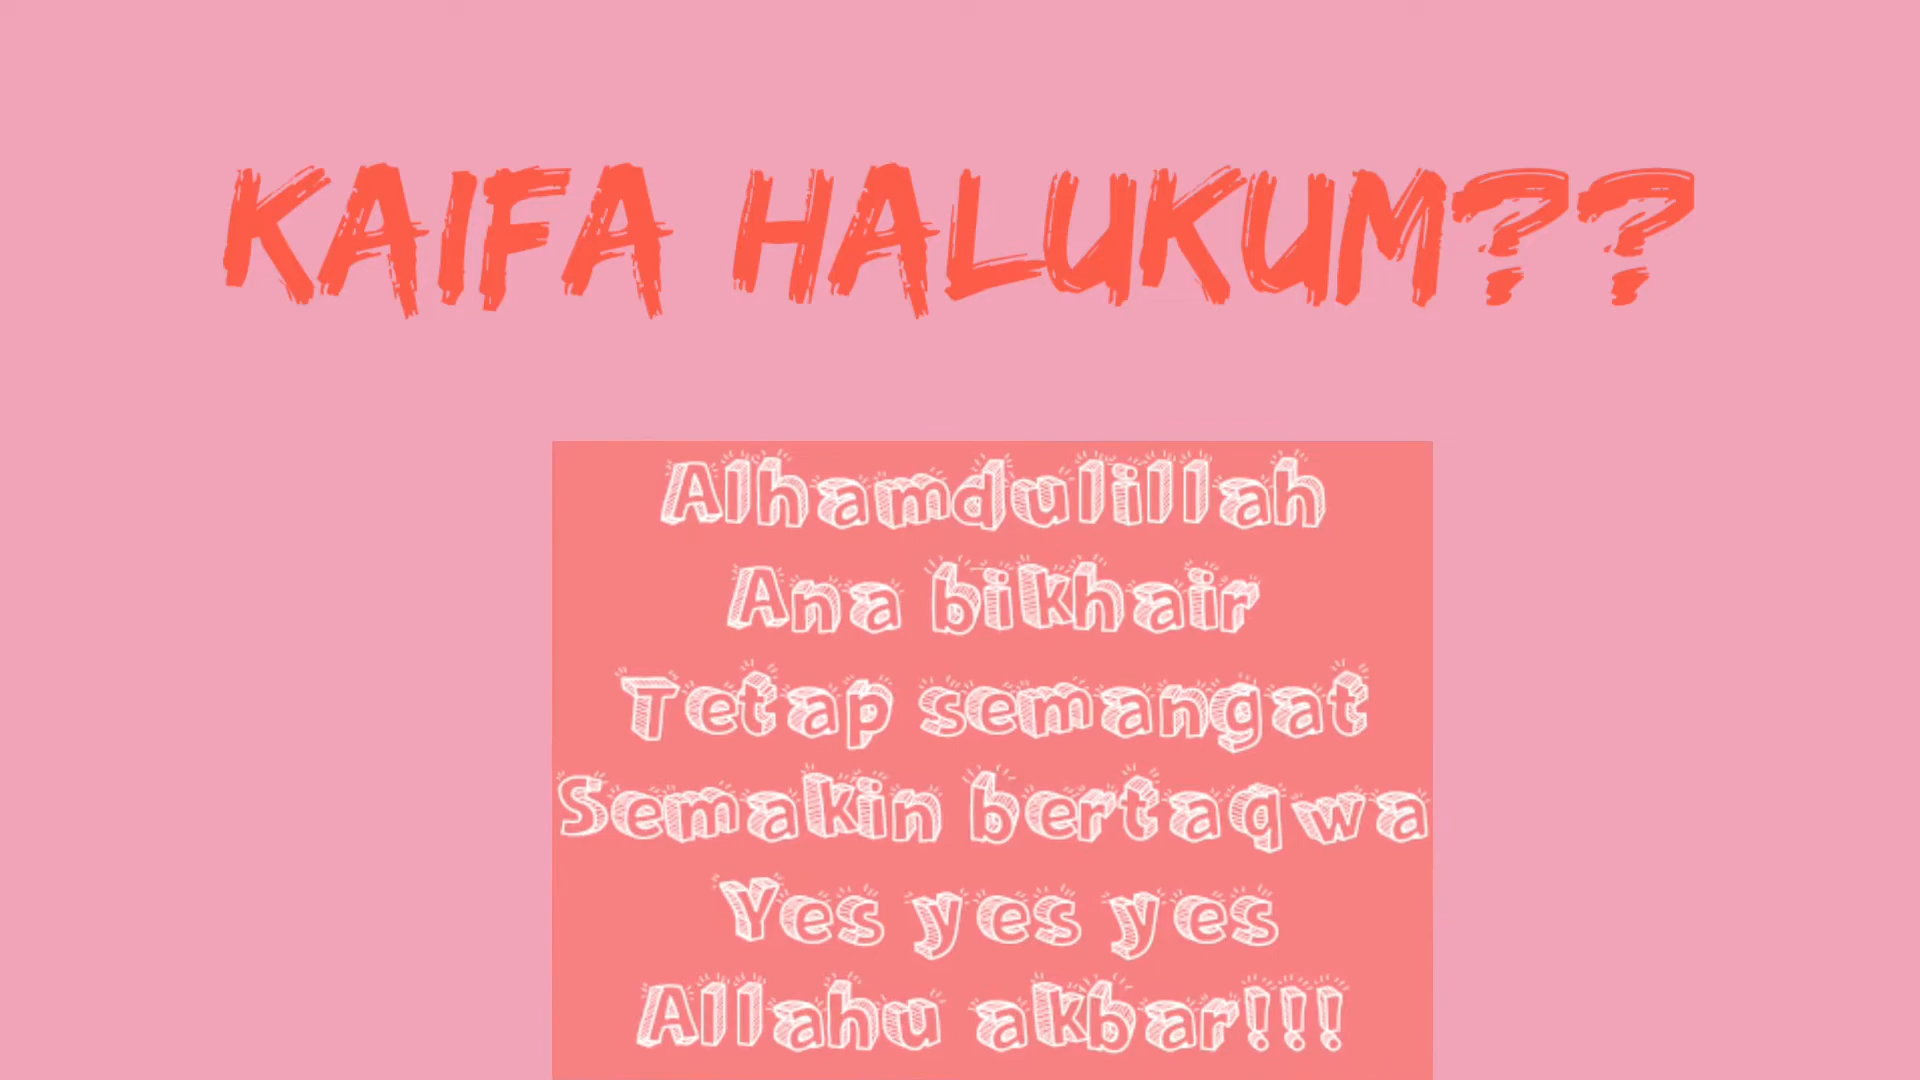 KAIFA HALUKUM??
Alhamdulillah
Ana bikhair
Tetap semangat
Semakin bertaqwa
Yes yes yes
Allahu akbar!!!